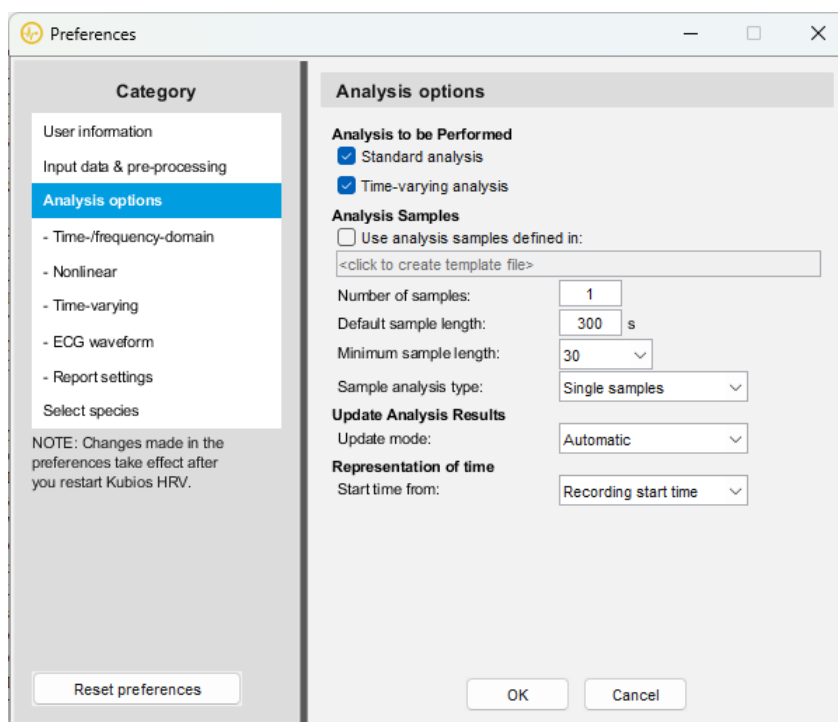 Preferences
Category
User information
Input data & pre-processing
Analysis options
- Time-/frequency-domain
- Nonlinear
- Time-varying
- ECG waveform
- Report settings
Select species
NOTE: Changes made in the
preferences take effect after
you restart Kubios HRV.
Reset preferences
Analysis options
Analysis to be Performed
Standard analysis
Time-varying analysis
Analysis Samples
Use analysis samples defined in:
<click to create template file>
Number of samples: 1
Default sample length: 300 s
Minimum sample length: 30
Sample analysis type: Single samples
Update Analysis Results
Update mode: Automatic
Representation of time
Start time from: Recording start time
OK Cancel